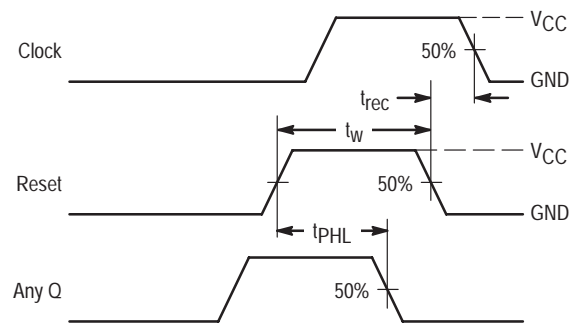 VCC
Clock
50%
GND
trec
tw
VCC
Reset
50%
GND
tPHL
Any Q
50%